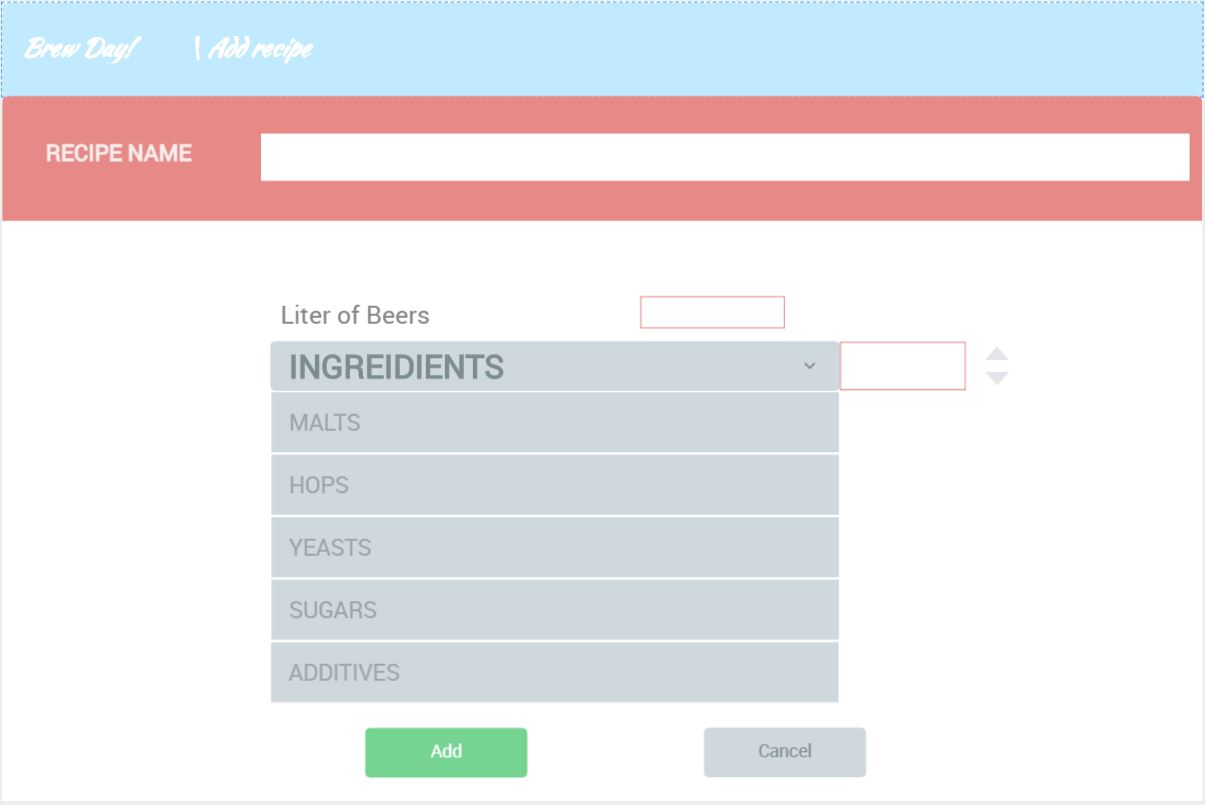 Brew Day! | Add recipe
RECIPE NAME
Liter of Beers
INGREIDIENTS
MALTS
HOPS
YEASTS
SUGARS
ADDITIVES
Add Cancel